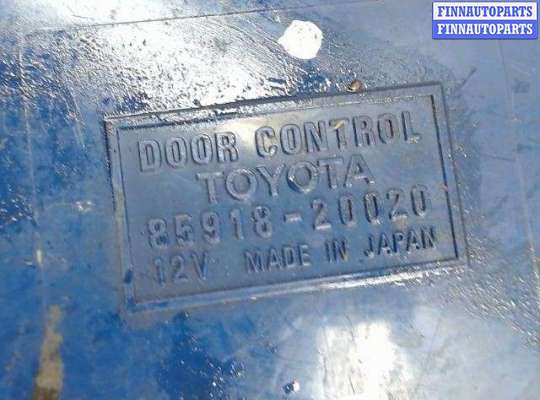 FINNAUTOPARTS
FINNAUTOPARTS
DOOR CONTROL
TOYOTA
85918-20020
12V MADE IN JAPAN